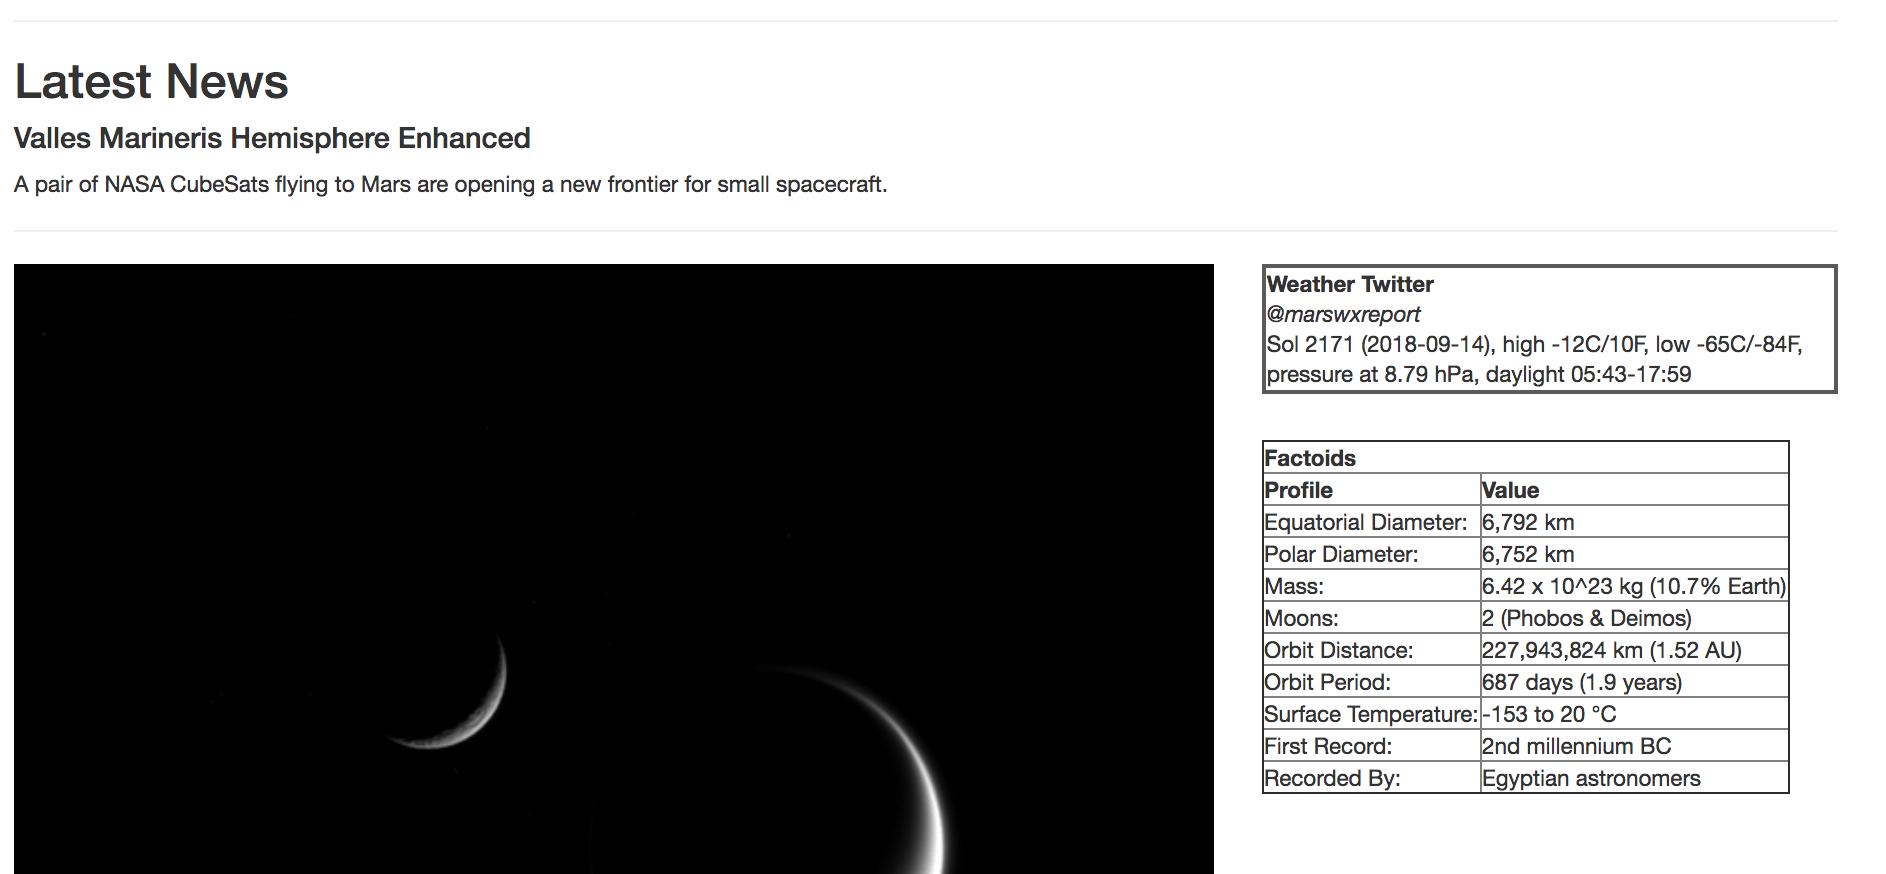 Latest News
Valles Marineris Hemisphere Enhanced
A pair of NASA CubeSats flying to Mars are opening a new frontier for small spacecraft.
Weather Twitter
@marswxreport
Sol 2171 (2018-09-14), high -12C/10F, low -65C/-84F,
pressure at 8.79 hPa, daylight 05:43-17:59
Factoids
Profile Value
Equatorial Diameter: 6,792 km
Polar Diameter: 6,752 km
Mass: 6.42 x 10^23 kg (10.7% Earth)
Moons: 2 (Phobos & Deimos)
Orbit Distance: 227,943,824 km (1.52 AU)
Orbit Period: 687 days (1.9 years)
Surface Temperature: -153 to 20 °C
First Record: 2nd millennium BC
Recorded By: Egyptian astronomers